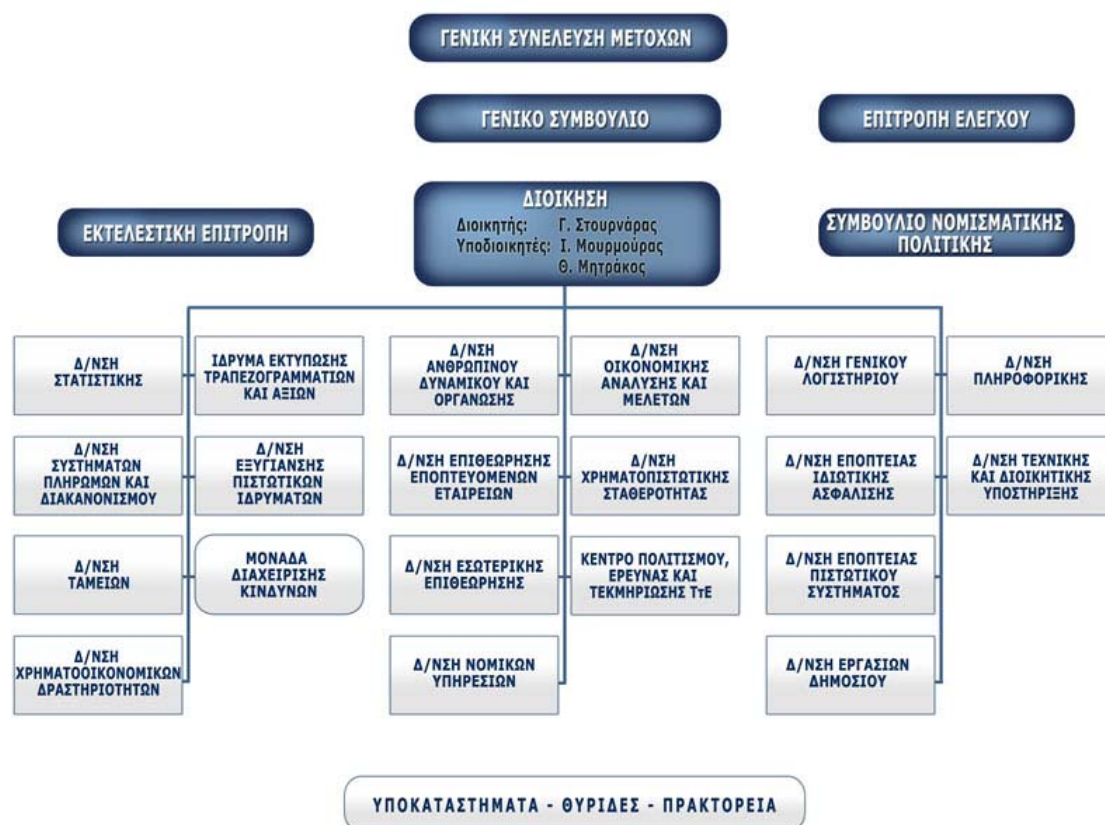 ΓΕΝΙΚΗ ΣΥΝΕΛΕΥΣΗ ΜΕΤΟΧΩΝ
ΓΕΝΙΚΟ ΣΥΜΒΟΥΛΙΟ
ΕΠΙΤΡΟΠΗ ΕΛΕΓΧΟΥ
ΕΚΤΕΛΕΣΤΙΚΗ ΕΠΙΤΡΟΠΗ
ΔΙΟΙΚΗΣΗ
Διοικητής: Γ. Στουρνάρας
Υποδιοικητές: Ι. Μουρμούρας
Θ. Μητράκος
ΣΥΜΒΟΥΛΙΟ ΝΟΜΙΣΜΑΤΙΚΗΣ
ΠΟΛΙΤΙΚΗΣ
Δ/ΝΣΗ
ΣΤΑΤΙΣΤΙΚΗΣ
ΙΔΡΥΜΑ ΕΚΤΥΠΩΣΗΣ
ΤΡΑΠΕΖΟΓΡΑΜΜΑΤΙΩΝ
ΚΑΙ ΑΞΙΩΝ
Δ/ΝΣΗ
ΑΝΘΡΩΠΙΝΟΥ
ΔΥΝΑΜΙΚΟΥ ΚΑΙ
ΟΡΓΑΝΩΣΗΣ
Δ/ΝΣΗ
ΟΙΚΟΝΟΜΙΚΗΣ
ΑΝΑΛΥΣΗΣ ΚΑΙ
ΜΕΛΕΤΩΝ
Δ/ΝΣΗ ΓΕΝΙΚΟΥ
ΛΟΓΙΣΤΗΡΙΟΥ
Δ/ΝΣΗ
ΠΛΗΡΟΦΟΡΙΚΗΣ
Δ/ΝΣΗ
ΣΥΣΤΗΜΑΤΩΝ
ΠΛΗΡΩΜΩΝ ΚΑΙ
ΔΙΑΚΑΝΟΝΙΣΜΟΥ
Δ/ΝΣΗ
ΕΞΥΓΙΑΝΣΗΣ
ΠΙΣΤΩΤΙΚΩΝ
ΙΔΡΥΜΑΤΩΝ
Δ/ΝΣΗ ΕΠΙΘΕΩΡΗΣΗΣ
ΕΠΟΠΤΕΥΟΜΕΝΩΝ
ΕΤΑΙΡΕΙΩΝ
Δ/ΝΣΗ
ΧΡΗΜΑΤΟΠΙΣΤΩΤΙΚΗΣ
ΣΤΑΘΕΡΟΤΗΤΑΣ
Δ/ΝΣΗ ΕΠΟΠΤΕΙΑΣ
ΙΔΙΩΤΙΚΗΣ
ΑΣΦΑΛΙΣΗΣ
Δ/ΝΣΗ ΤΕΧΝΙΚΗΣ
ΚΑΙ ΔΙΟΙΚΗΤΙΚΗΣ
ΥΠΟΣΤΗΡΙΞΗΣ
Δ/ΝΣΗ
ΤΑΜΕΙΩΝ
ΜΟΝΑΔΑ
ΔΙΑΧΕΙΡΙΣΗΣ
ΚΙΝΔΥΝΩΝ
Δ/ΝΣΗ ΕΣΩΤΕΡΙΚΗΣ
ΕΠΙΘΕΩΡΗΣΗΣ
ΚΕΝΤΡΟ ΠΟΛΙΤΙΣΜΟΥ,
ΕΡΕΥΝΑΣ ΚΑΙ
ΤΕΚΜΗΡΙΩΣΗΣ ΤτΕ
Δ/ΝΣΗ ΕΠΟΠΤΕΙΑΣ
ΠΙΣΤΩΤΙΚΟΥ
ΣΥΣΤΗΜΑΤΟΣ
Δ/ΝΣΗ
ΧΡΗΜΑΤΟΟΙΚΟΝΟΜΙΚΩΝ
ΔΡΑΣΤΗΡΙΟΤΗΤΩΝ
Δ/ΝΣΗ ΝΟΜΙΚΩΝ
ΥΠΗΡΕΣΙΩΝ
Δ/ΝΣΗ ΕΡΓΑΣΙΩΝ
ΔΗΜΟΣΙΟΥ
ΥΠΟΚΑΤΑΣΤΗΜΑΤΑ - ΘΥΡΙΔΕΣ - ΠΡΑΚΤΟΡΕΙΑ